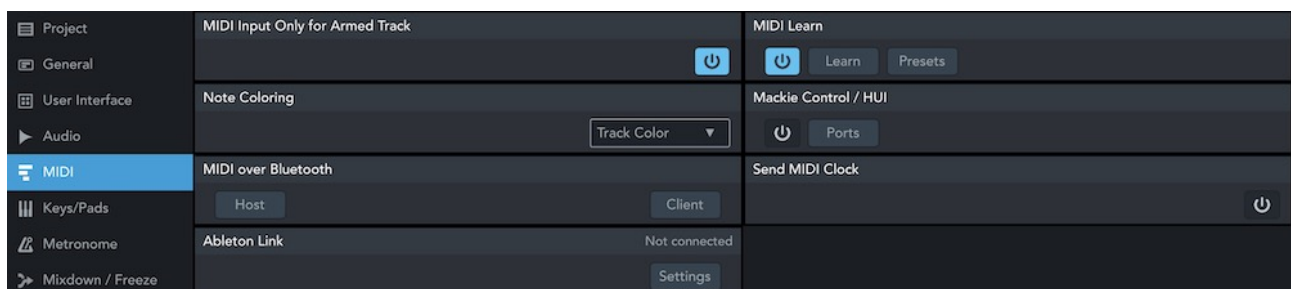 Project
General
User Interface
Audio
MIDI
Keys/Pads
Metronome
Mixdown / Freeze
MIDI Input Only for Armed Track
Note Coloring
Track Color
MIDI over Bluetooth
Host Client
Ableton Link Not connected
Settings
MIDI Learn
Learn Presets
Mackie Control / HUI
Ports
Send MIDI Clock